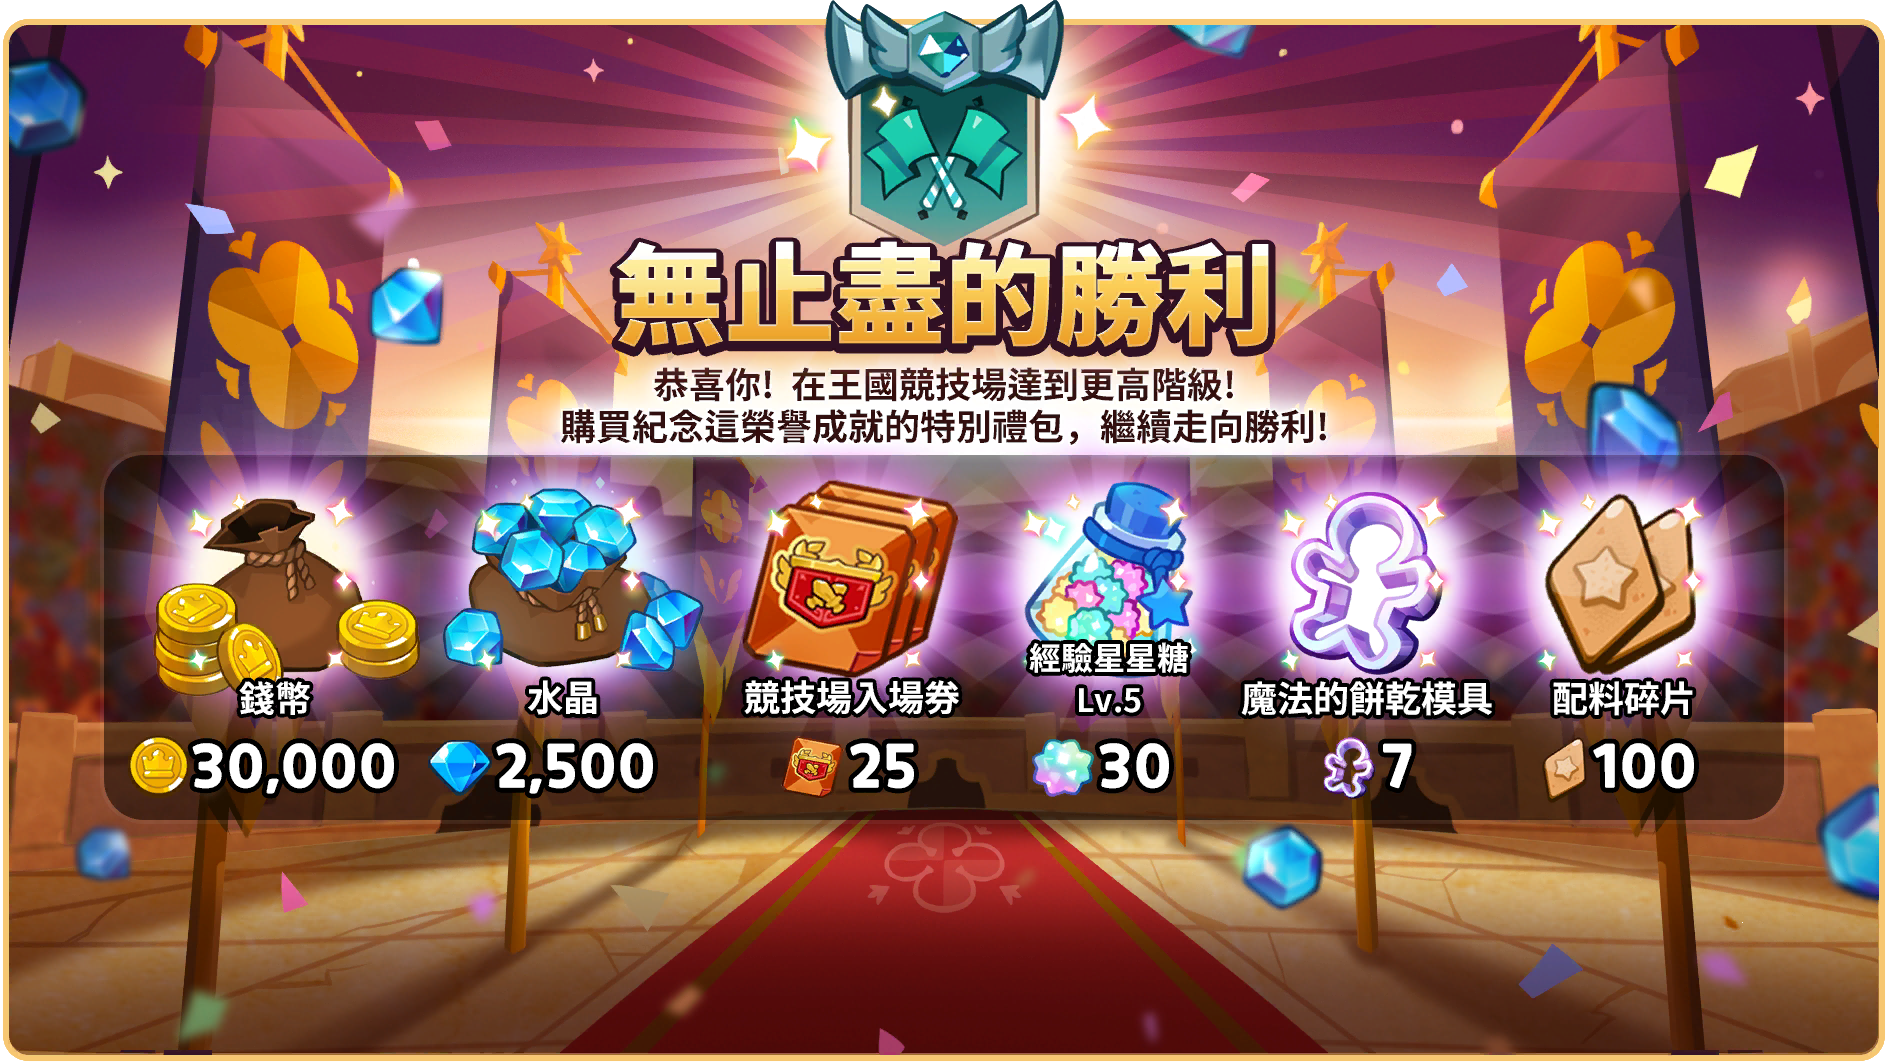 無止盡的勝利
恭喜你! 在王國競技場達到更高階級!
購買紀念這榮譽成就的特別禮包，繼續走向勝利!
錢幣
水晶
競技場入場券
經驗星星糖
Lv.5
魔法的餅乾模具
配料碎片
30,000
2,500
25
30
7
100